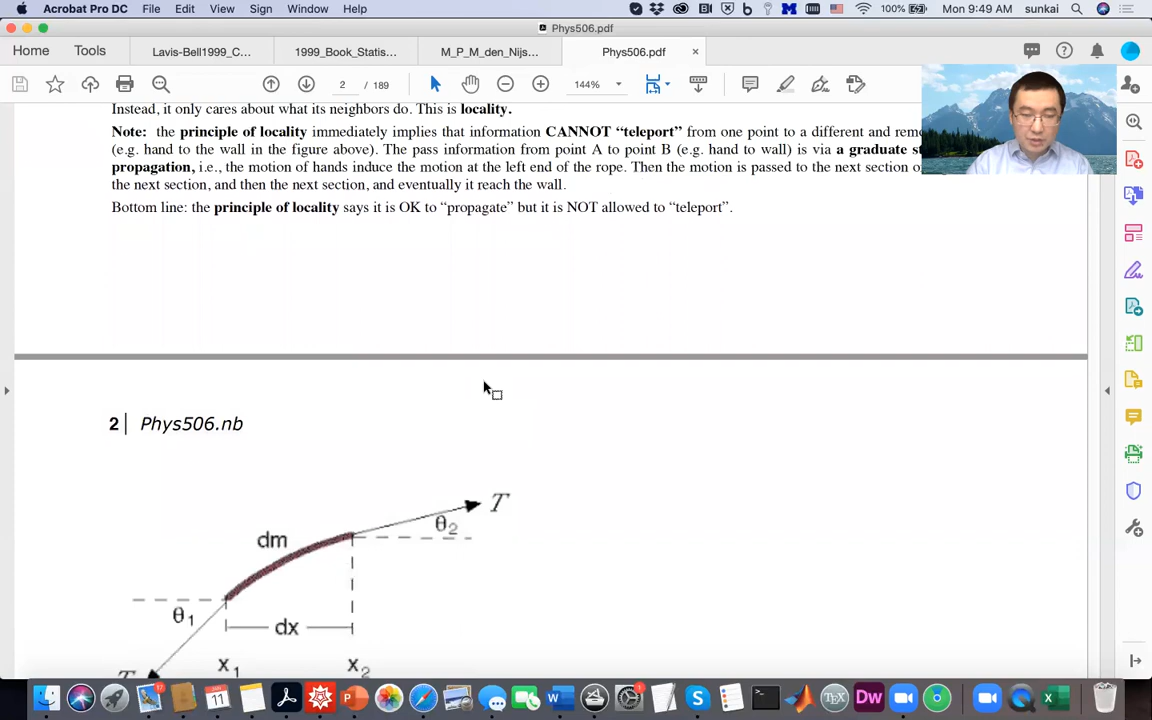 Acrobat Pro DC File Edit View Sign Window Help 100% Mon 9:49 AM sunkai
Phys506.pdf
Home Tools Lavis-Bell1999_C... 1999_Book_Statis... M_P_M_den_Nijs... Phys506.pdf ×
2 / 189 144%
Instead, it only cares about what its neighbors do. This is locality.
Note: the principle of locality immediately implies that information CANNOT “teleport” from one point to a different and
(e.g. hand to the wall in the figure above). The pass information from point A to point B (e.g. hand to wall) is via a graduate
propagation, i.e., the motion of hands induce the motion at the left end of the rope. Then the motion is passed to the next section
the next section, and then the next section, and eventually it reach the wall.
Bottom line: the principle of locality says it is OK to “propagate” but it is NOT allowed to “teleport”.
2 Phys506.nb
T
θ2
dm
θ1
dx
x1 x2
11
TEX Dw